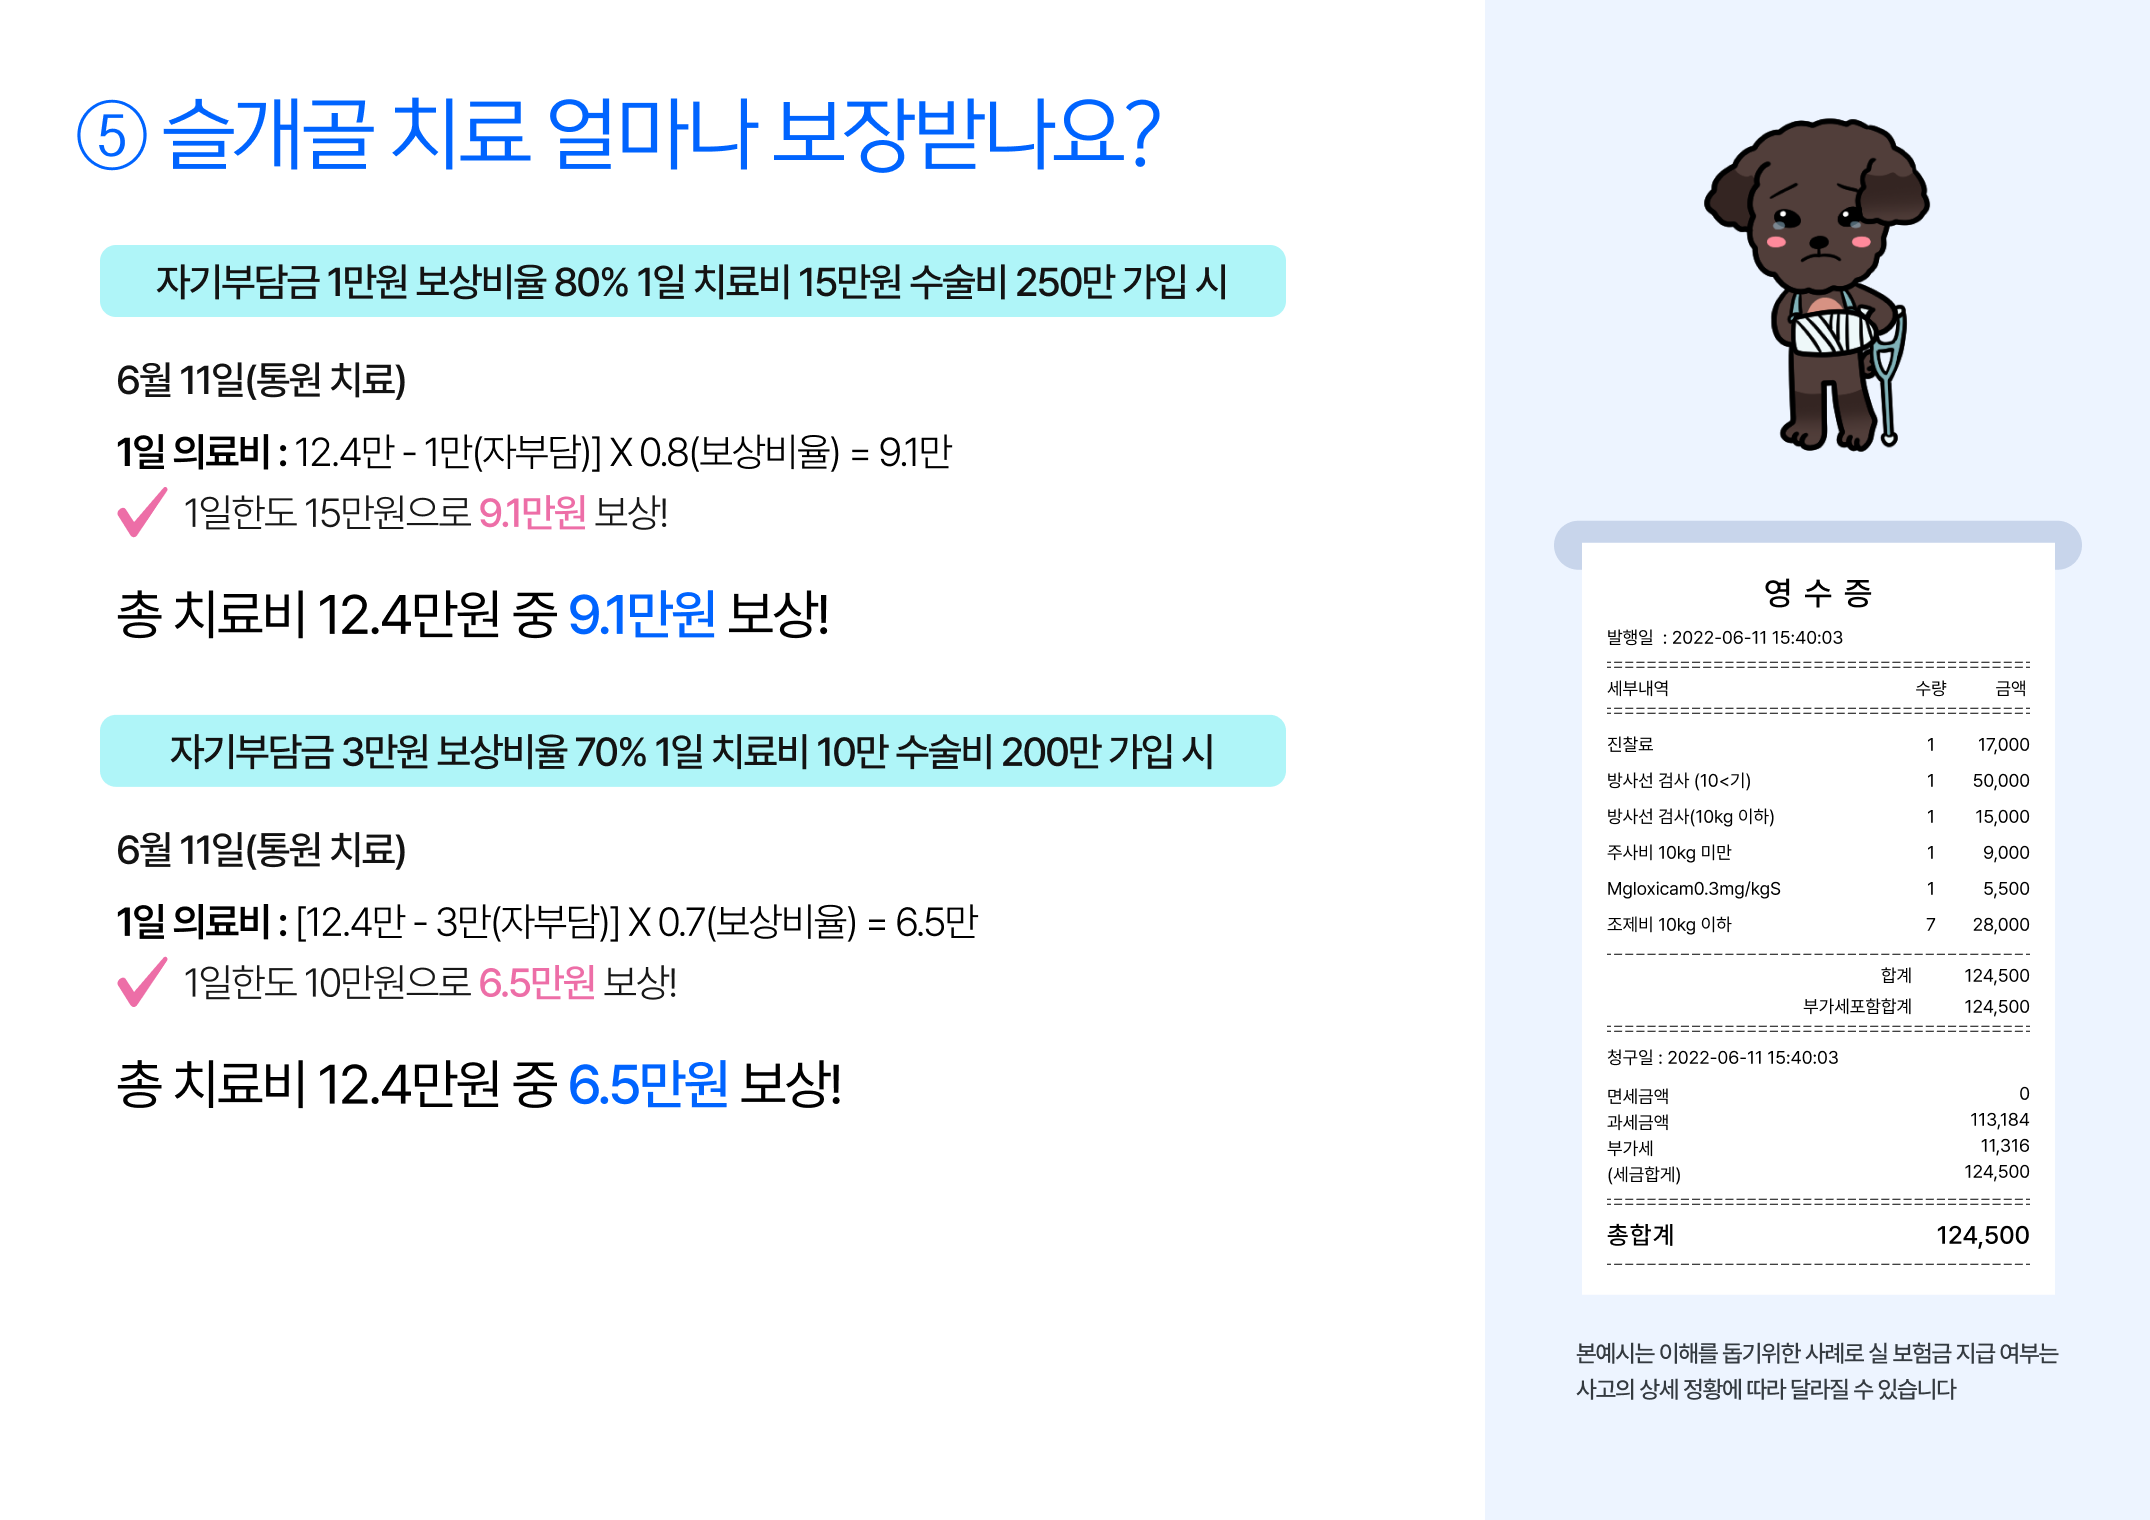 ⑤ 슬개골 치료 얼마나 보장받나요?
자기부담금 1만원 보상비율 80% 1일 치료비 15만원 수술비 250만 가입 시
6월 11일(통원 치료)
1일 의료비 : 12.4만 - 1만(자부담)] X 0.8(보상비율) = 9.1만
1일한도 15만원으로 9.1만원 보상!
총 치료비 12.4만원 중 9.1만원 보상!
자기부담금 3만원 보상비율 70% 1일 치료비 10만 수술비 200만 가입 시
6월 11일(통원 치료)
1일 의료비 : [12.4만 - 3만(자부담)] X 0.7(보상비율) = 6.5만
1일한도 10만원으로 6.5만원 보상!
총 치료비 12.4만원 중 6.5만원 보상!
영 수 증
발행일 : 2022-06-11 15:40:03
세부내역 수량 금액
진찰료 1 17,000
방사선 검사 (10<기) 1 50,000
방사선 검사(10kg 이하) 1 15,000
주사비 10kg 미만 1 9,000
Mgloxicam0.3mg/kgS 1 5,500
조제비 10kg 이하 7 28,000
합계 124,500
부가세포함합계 124,500
청구일 : 2022-06-11 15:40:03
면세금액 0
과세금액 113,184
부가세 11,316
(세금합게) 124,500
총합계 124,500
본예시는 이해를 돕기위한 사례로 실 보험금 지급 여부는
사고의 상세 정황에 따라 달라질 수 있습니다